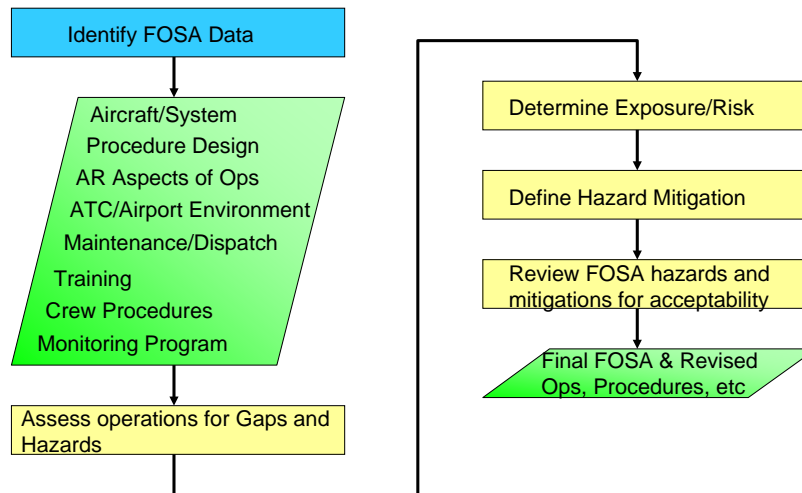 Identify FOSA Data
Aircraft/System
Procedure Design
AR Aspects of Ops
ATC/Airport Environment
Maintenance/Dispatch
Training
Crew Procedures
Monitoring Program
Assess operations for Gaps and
Hazards
Determine Exposure/Risk
Define Hazard Mitigation
Review FOSA hazards and
mitigations for acceptability
Final FOSA & Revised
Ops, Procedures, etc